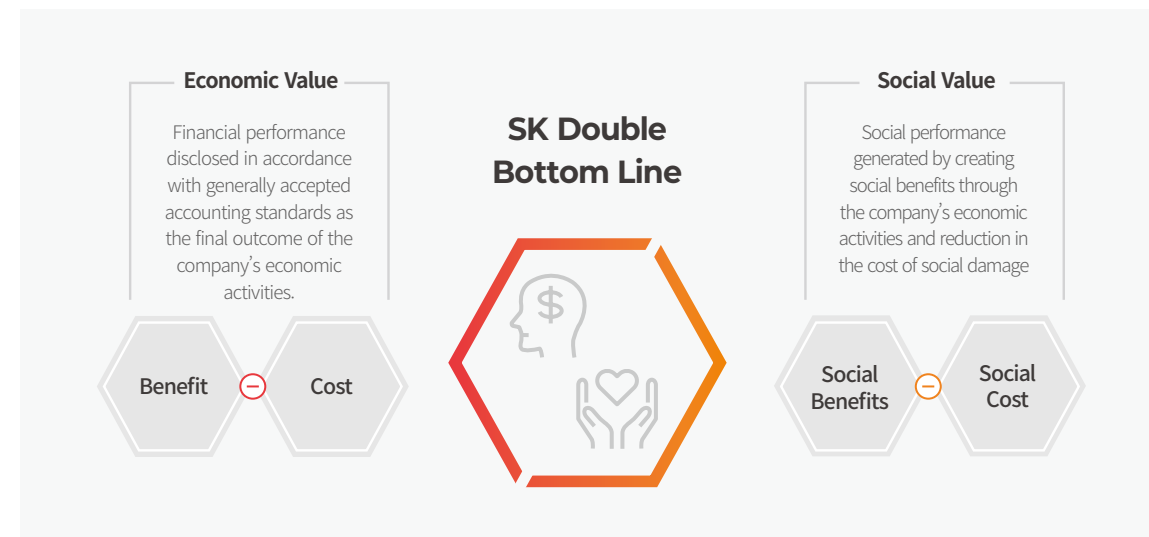 Economic Value
Financial performance
disclosed in accordance
with generally accepted
accounting standards as
the final outcome of the
company's economic
activities.
Benefit
Cost
SK Double
Bottom Line
$
Social Value
Social performance
generated by creating
social benefits through
the company's economic
activities and reduction in
the cost of social damage
Social
Benefits
Social
Cost